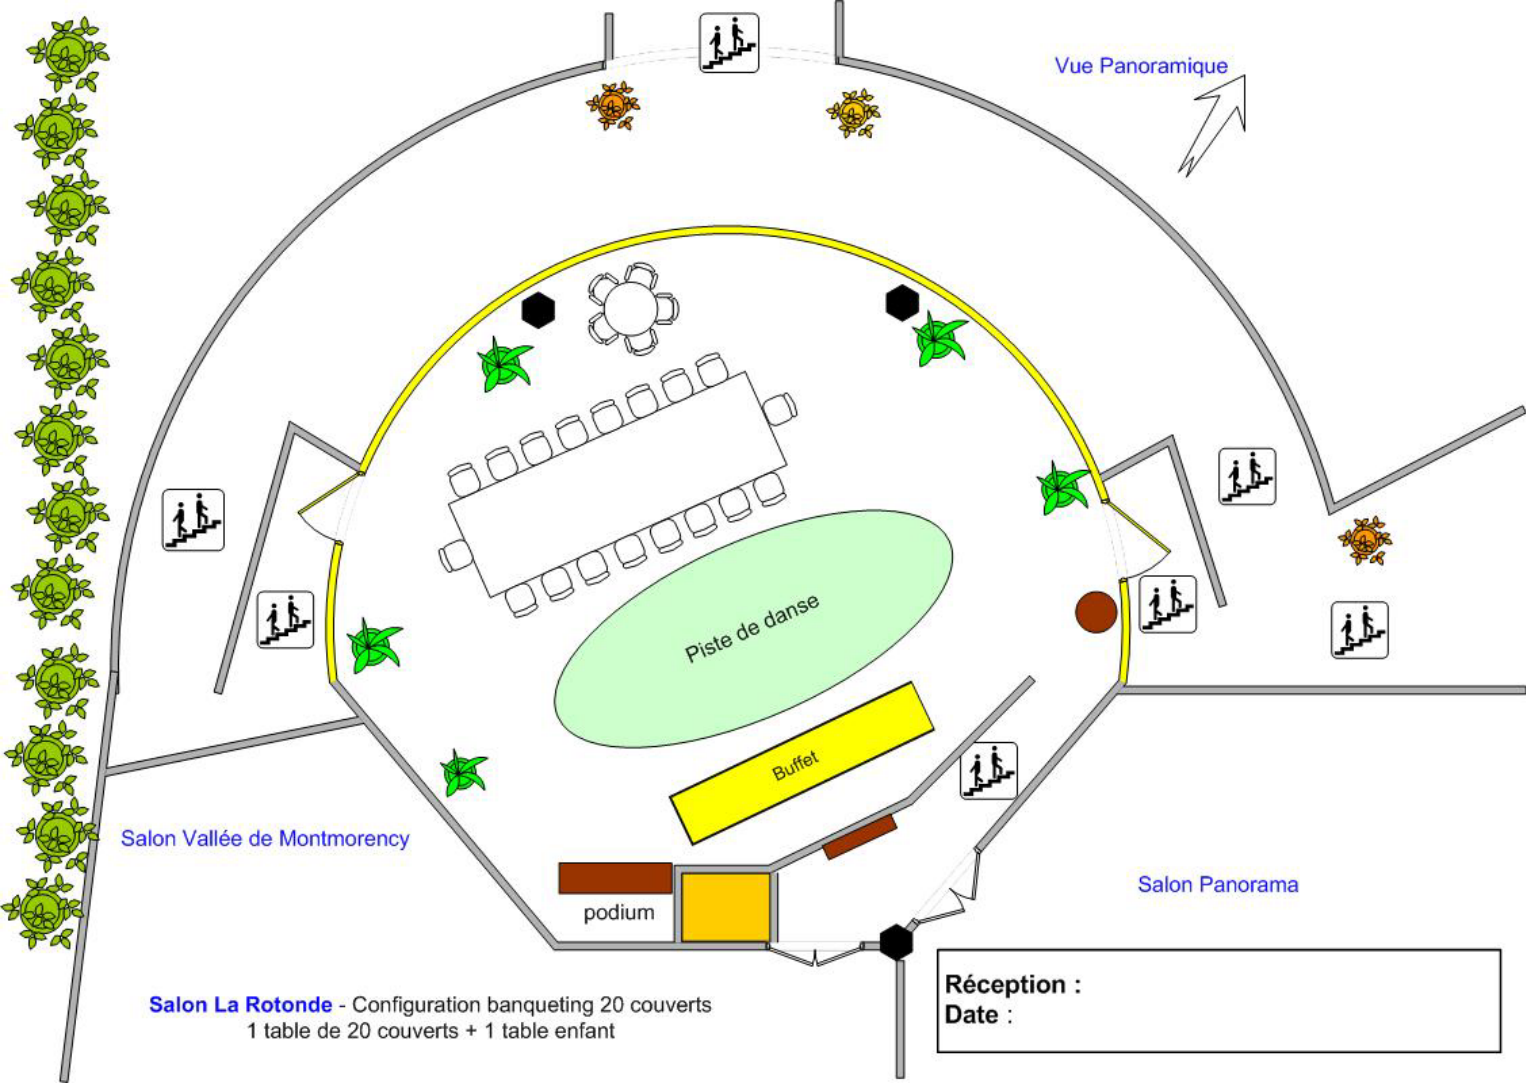 Vue Panoramique
Piste de danse
Buffet
Salon Vallée de Montmorency
Salon Panorama
podium
Réception :
Date :
Salon La Rotonde - Configuration banqueting 20 couverts
1 table de 20 couverts + 1 table enfant